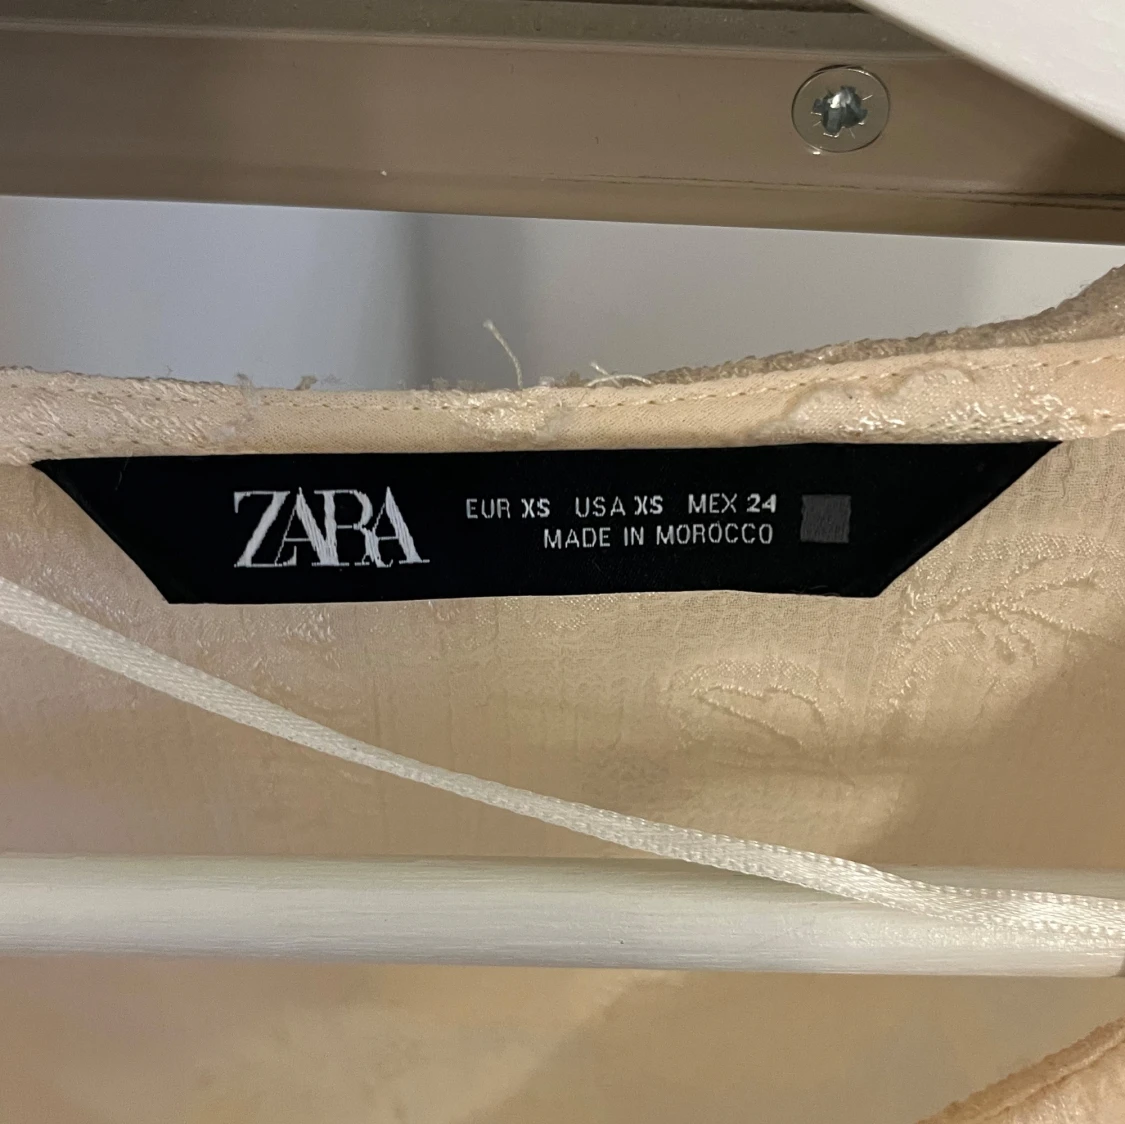 ZARA
EUR XS USA XS MEX 24
MADE IN MOROCCO